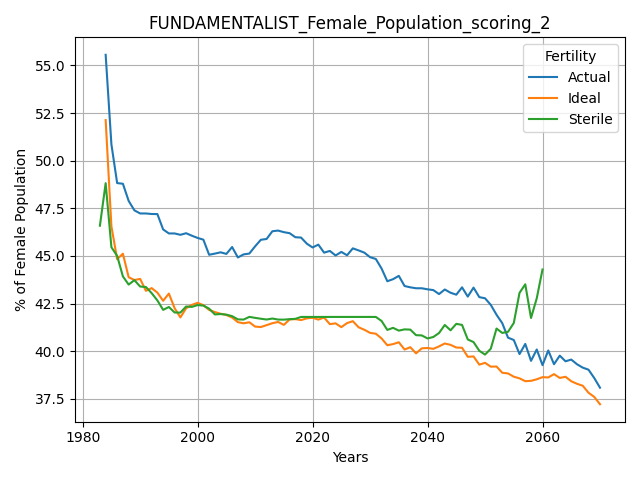 FUNDAMENTALIST_Female_Population_scoring_2
Fertility
Actual
Ideal
Sterile
% of Female Population
55.0
52.5
50.0
47.5
45.0
42.5
40.0
37.5
1980
2000
2020
2040
2060
Years